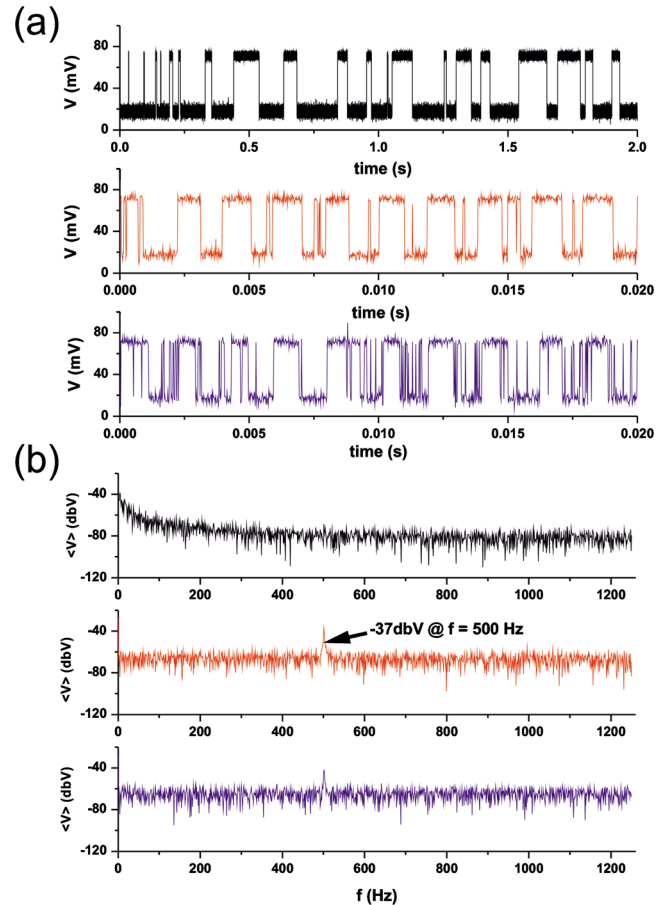 (a)
80
40
0
V (mV)
0.0 0.5 1.0 1.5 2.0
time (s)
80
40
0
V (mV)
0.000 0.005 0.010 0.015 0.020
time (s)
80
40
0
V (mV)
0.000 0.005 0.010 0.015 0.020
time (s)
(b)
-40
-80
-120
<V> (dbV)
0 200 400 600 800 1000 1200
-37dbV @ f = 500 Hz
-40
-80
-120
<V> (dbV)
0 200 400 600 800 1000 1200
-40
-80
-120
<V> (dbV)
0 200 400 600 800 1000 1200
f (Hz)